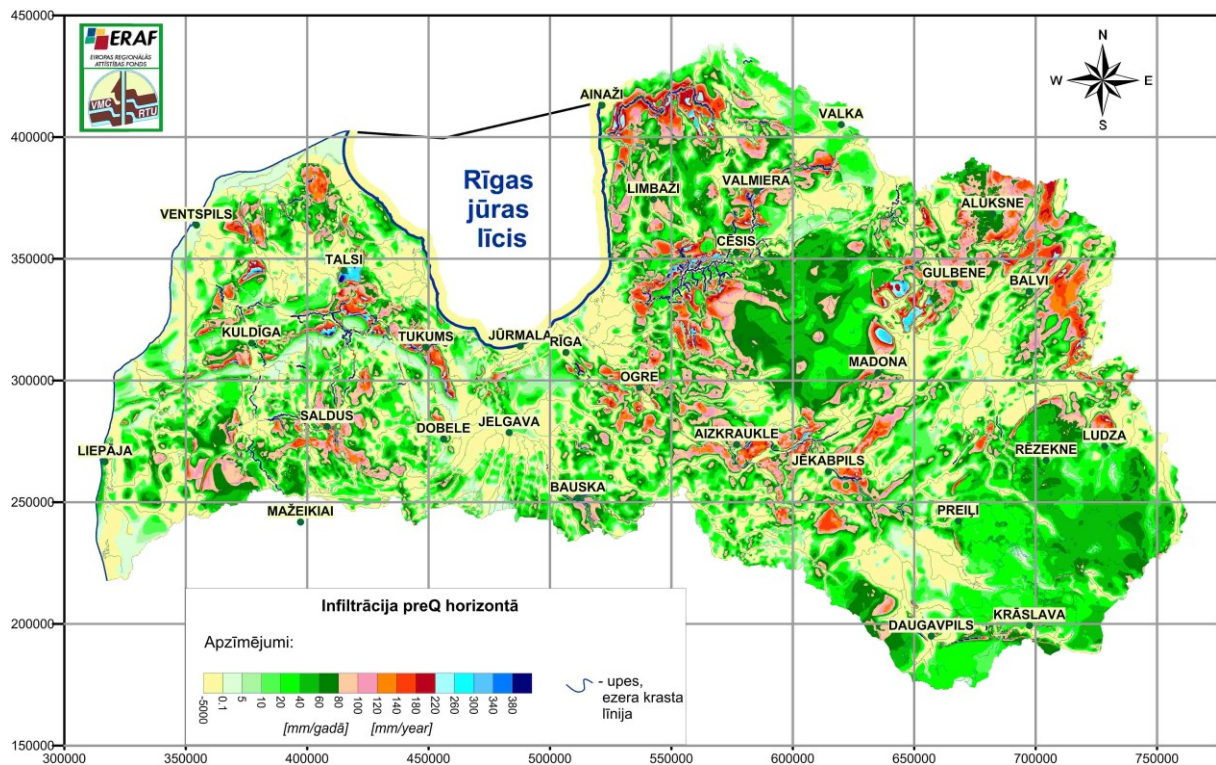 450000
400000
350000
300000
250000
200000
150000
300000
350000
400000
450000
500000
550000
600000
650000
700000
750000
ERAF
EIROPAS REĢIONĀLĀS
ATTĪSTĪBAS FONDS
VMC
RTU
N
W
E
S
AINAŽI
VALKA
Rīgas
jūras
līcis
LIMBAŽI
VALMIERA
ALŪKSNE
VENTSPILS
CĒSIS
TALSI
GULBENE
BALVI
KULDĪGA
TUKUMS
JŪRMALA
RĪGA
MADONA
OGRE
SALDUS
DOBELE
JELGAVA
AIZKRAUKLE
LUDZA
LIEPĀJA
JĒKABPILS
RĒZEKNE
BAUSKA
MAŽEIKIAI
PREIĻI
KRĀSLAVA
DAUGAVPILS
Infiltrācija preQ horizontā
Apzīmējumi:
-5000
0.1
5
10
20
40
60
80
100
120
140
180
220
260
300
340
380
[mm/gadā]
[mm/year]
- upes,
ezera krasta
līnija